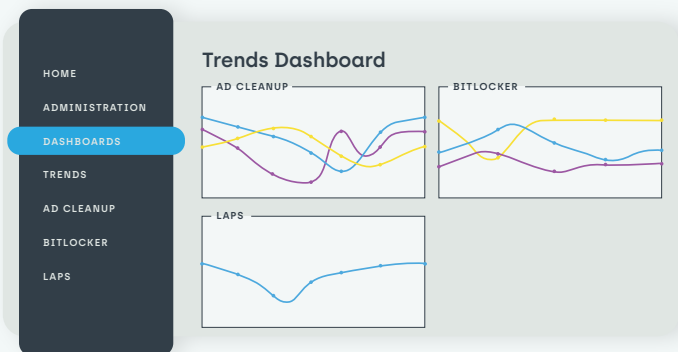 HOME
ADMINISTRATION
DASHBOARDS
TRENDS
AD CLEANUP
BITLOCKER
LAPS
Trends Dashboard
AD CLEANUP
BITLOCKER
LAPS